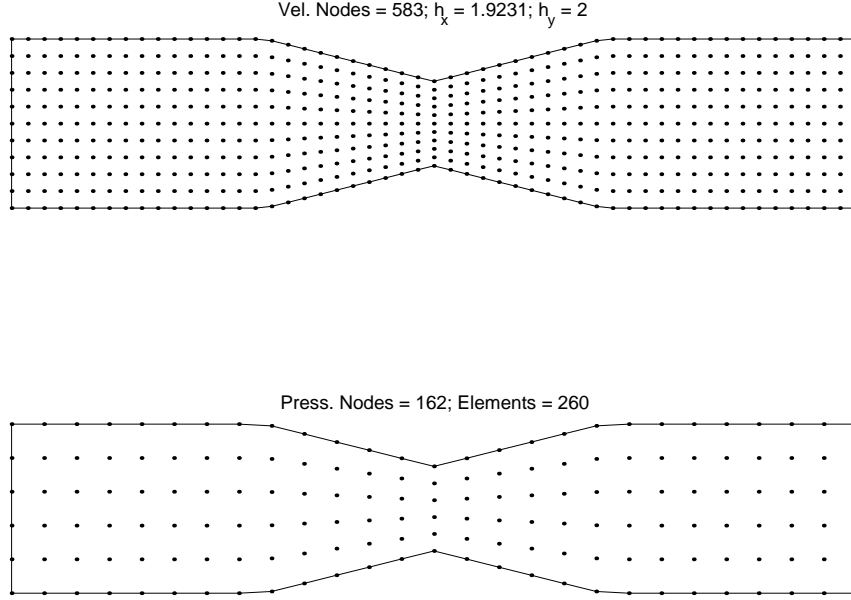 Vel. Nodes = 583; h_x = 1.9231; h_y = 2
Press. Nodes = 162; Elements = 260